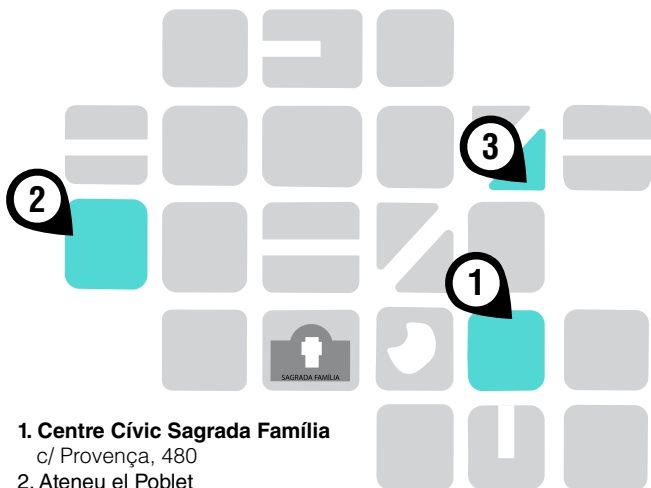 3
2
1
SAGRADA FAMÍLIA
1. Centre Cívic Sagrada Família
c/ Provença, 480
2. Ateneu el Poblet